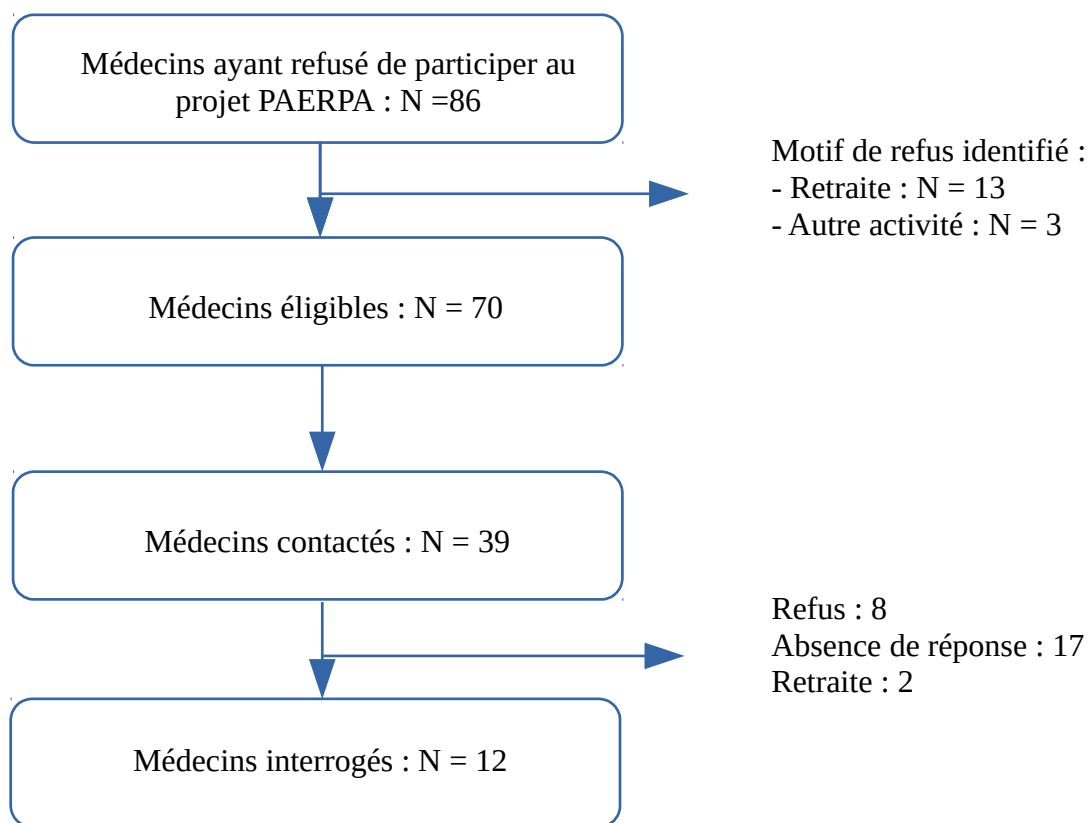 Médecins ayant refusé de participer au
projet PAERPA : N =86
Motif de refus identifié :
- Retraite : N = 13
- Autre activité : N = 3
Médecins éligibles : N = 70
Médecins contactés : N = 39
Refus : 8
Absence de réponse : 17
Retraite : 2
Médecins interrogés : N = 12